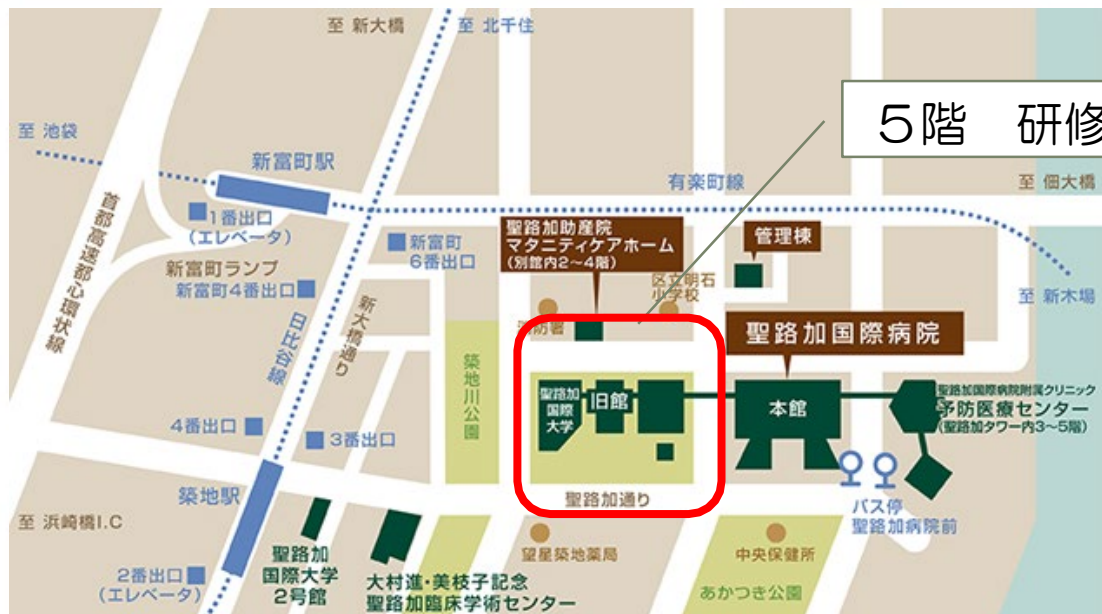 至 新大橋
至 北千住
5階 研修
至 池袋
新富町駅
有楽町線
至 佃大橋
首都高速都心環状線
1番出口
(エレベータ)
新富町
6番出口
聖路加助産院
マタニティケアホーム
(別館内2〜4階)
管理棟
新富町ランプ
新富町4番出口
区立明石
小学校
至 新木場
日比谷線
新大橋通り
消防署
聖路加国際病院
築地川公園
聖路加
国際
大学
旧館
本館
聖路加国際病院附属クリニック
予防医療センター
(聖路加タワー内3〜5階)
4番出口
3番出口
築地駅
聖路加通り
バス停
聖路加病院前
至 浜崎橋I.C
望星築地薬局
中央保健所
聖路加
国際大学
2号館
大村進・美枝子記念
聖路加臨床学術センター
2番出口
(エレベータ)
あかつき公園